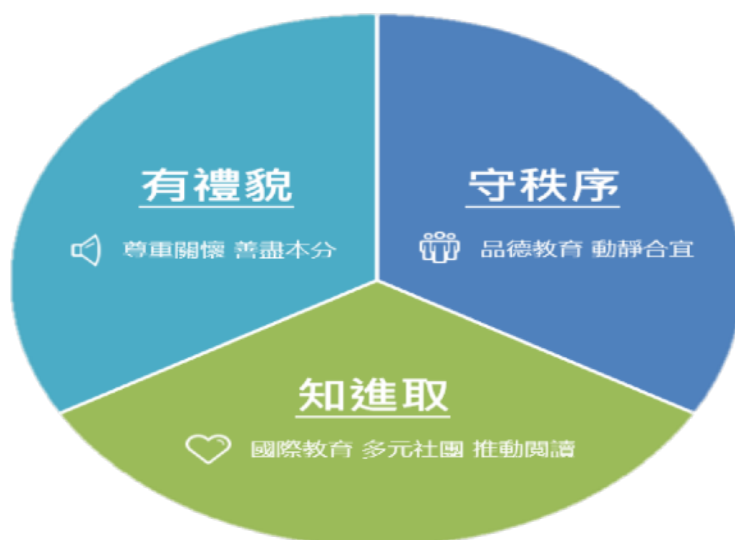 有禮貌
尊重關懷 善盡本分
守秩序
品德教育 動靜合宜
知進取
國際教育 多元社團 推動閱讀